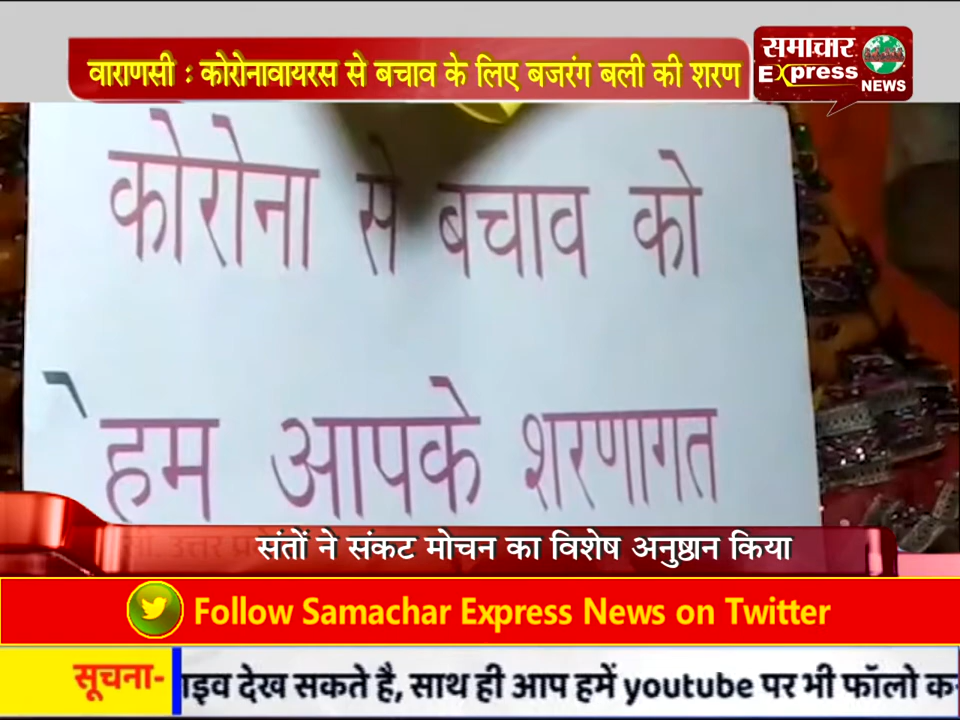 वाराणसी : कोरोनावायरस से बचाव के लिए बजरंग बली की शरण
समाचार
Express
NEWS
कोरोना से बचाव को
हम आपके शरणागत
संतों ने संकट मोचन का विशेष अनुष्ठान किया
Follow Samachar Express News on Twitter
सूचना- इव देख सकते है, साथ ही आप हमें youtube पर भी फॉलो क